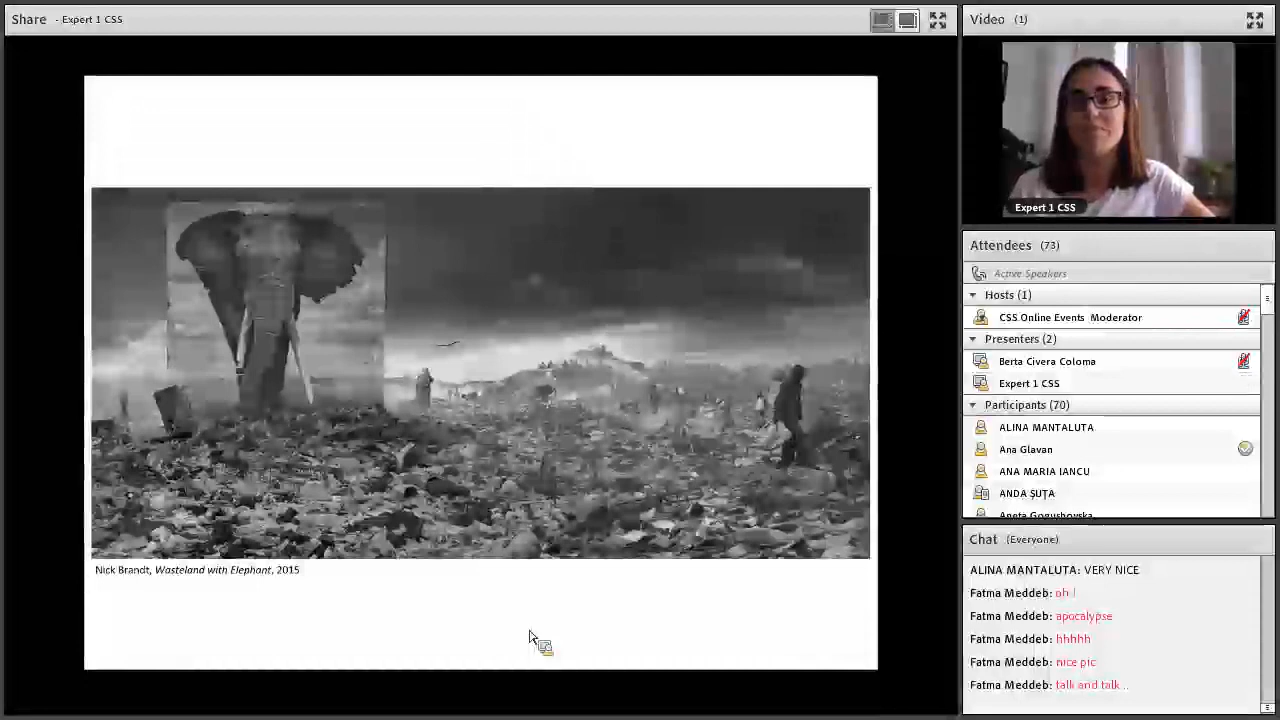 Share - Expert 1 CSS
Nick Brandt, Wasteland with Elephant, 2015
Video (1)
Expert 1 CSS
Attendees (73)
Active Speakers
Hosts (1)
CSS Online Events Moderator
Presenters (2)
Berta Civera Coloma
Expert 1 CSS
Participants (70)
ALINA MANTALUTA
Ana Glavan
ANA MARIA IANCU
ANDA ŞUŢA
Chat (Everyone)
ALINA MANTALUTA: VERY NICE
Fatma Meddeb: oh !
Fatma Meddeb: apocalypse
Fatma Meddeb: hhhhh
Fatma Meddeb: nice pic
Fatma Meddeb: talk and talk ..